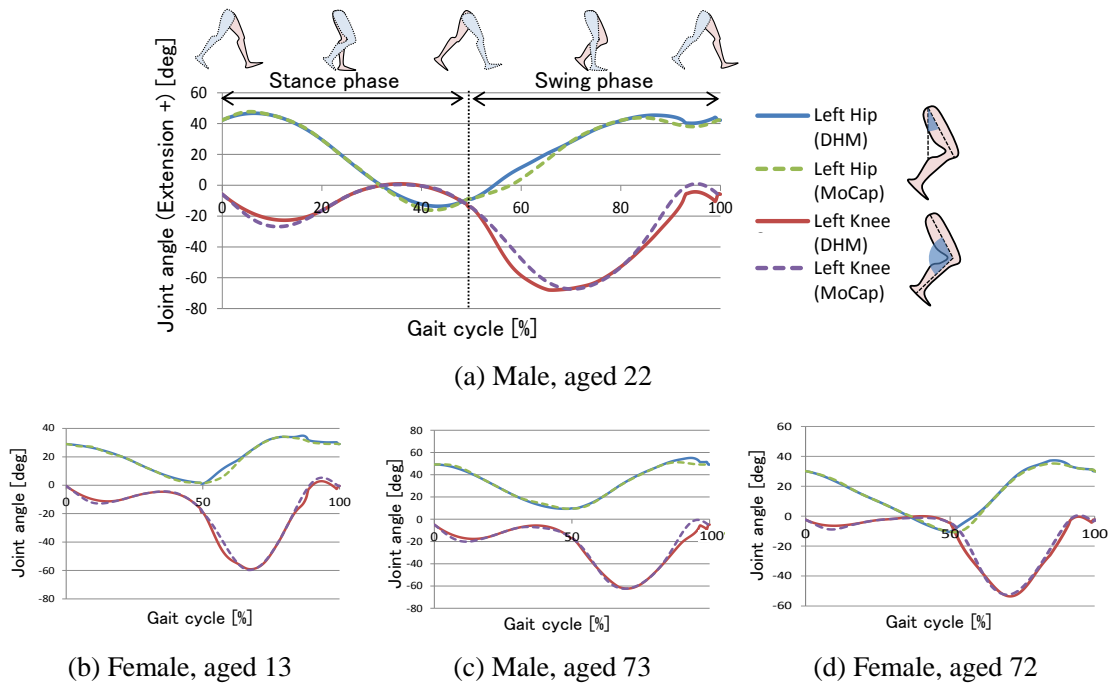 Stance phase
Swing phase
Joint angle (Extension +) [deg]
60
40
20
0
-20
-40
-60
-80
0
20
40
60
80
100
Gait cycle [%]
Left Hip
(DHM)
Left Hip
(MoCap)
Left Knee
(DHM)
Left Knee
(MoCap)
(a) Male, aged 22
Joint angle [deg]
40
20
0
-20
-40
-60
-80
0
50
100
Gait cycle [%]
(b) Female, aged 13
Joint angle [deg]
80
60
40
20
0
-20
-40
-60
-80
0
50
100
Gait cycle [%]
(c) Male, aged 73
Joint angle [deg]
60
40
20
0
-20
-40
-60
0
50
100
Gait cycle [%]
(d) Female, aged 72